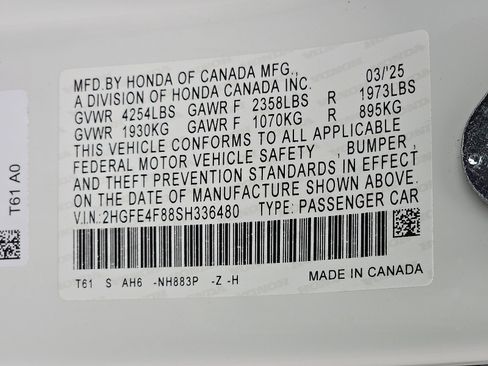 MFD.BY HONDA OF CANADA MFG., 03/'25
A DIVISION OF HONDA CANADA INC.
GVWR 4254LBS GAWR F 2358LBS R 1973LBS
GVWR 1930KG GAWR F 1070KG R 895KG
THIS VEHICLE CONFORMS TO ALL APPLICABLE
FEDERAL MOTOR VEHICLE SAFETY , BUMPER ,
AND THEFT PREVENTION STANDARDS IN EFFECT
ON THE DATE OF MANUFACTURE SHOWN ABOVE.
V.I.N.: 2HGFE4F88SH336480 TYPE: PASSENGER CAR
T61 S AH6 -NH883P -Z -H
MADE IN CANADA
T61 A0